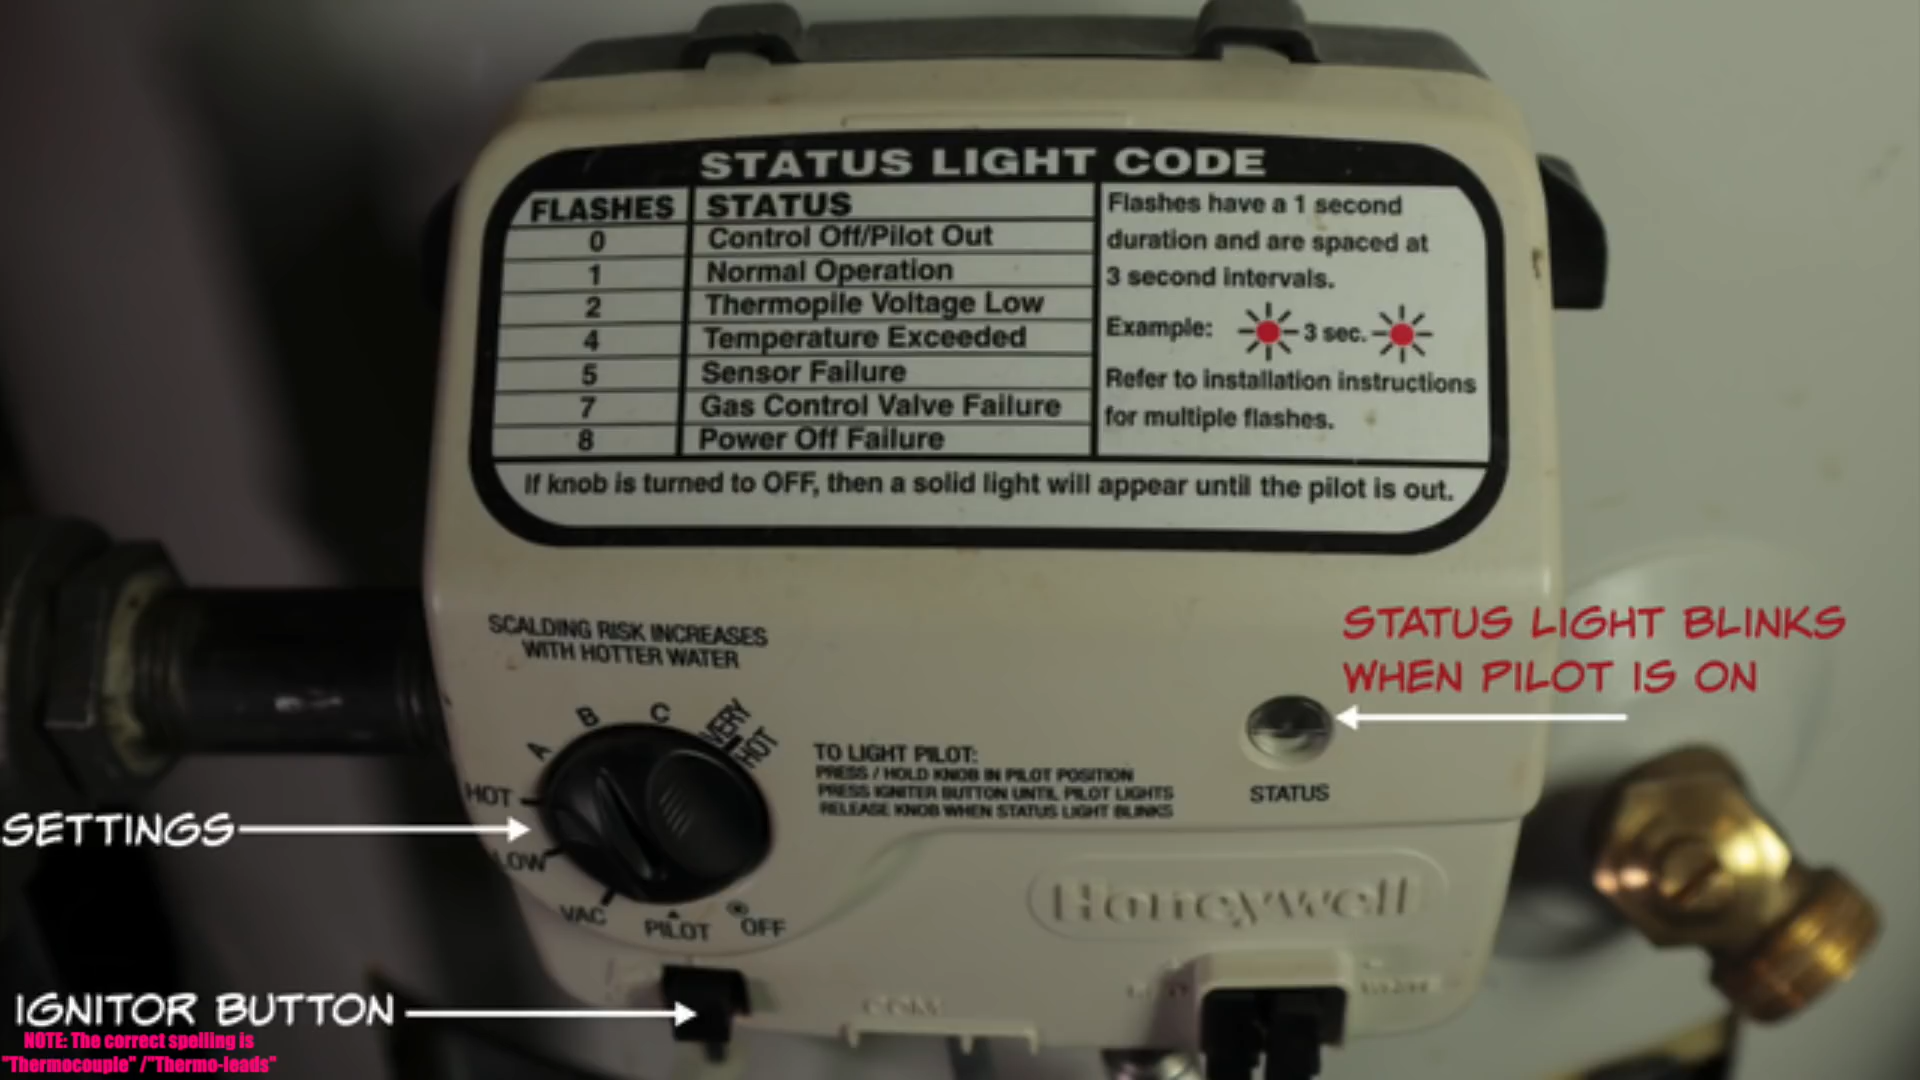 STATUS LIGHT CODE
FLASHES STATUS
0 Control Off/Pilot Out
1 Normal Operation
2 Thermopile Voltage Low
4 Temperature Exceeded
5 Sensor Failure
7 Gas Control Valve Failure
8 Power Off Failure
Flashes have a 1 second
duration and are spaced at
3 second intervals.
Example: 3 sec.
Refer to installation instructions
for multiple flashes.
If knob is turned to OFF, then a solid light will appear until the pilot is out.
SCALDING RISK INCREASES
WITH HOTTER WATER
STATUS LIGHT BLINKS
WHEN PILOT IS ON
A
B
C
VERY
HOT
HOT
LOW
VAC
PILOT
OFF
TO LIGHT PILOT:
PRESS / HOLD KNOB IN PILOT POSITION
PRESS IGNITER BUTTON UNTIL PILOT LIGHTS
RELEASE KNOB WHEN STATUS LIGHT BLINKS
STATUS
SETTINGS
Honeywell
COM
IGNITOR BUTTON
NOTE: The correct spelling is
"Thermocouple" /"Thermo-leads"